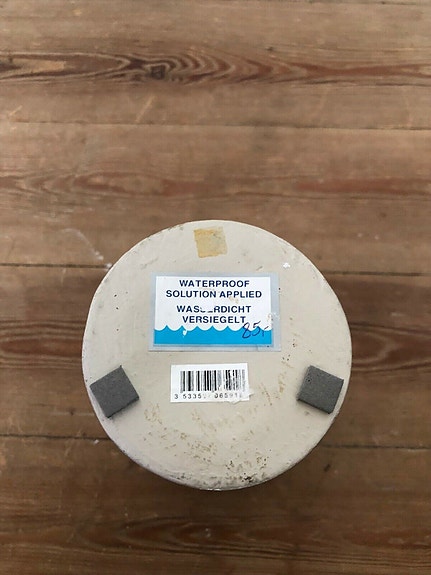 WATERPROOF
SOLUTION APPLIED
WASSERDICHT
VERSIEGELT
85,-